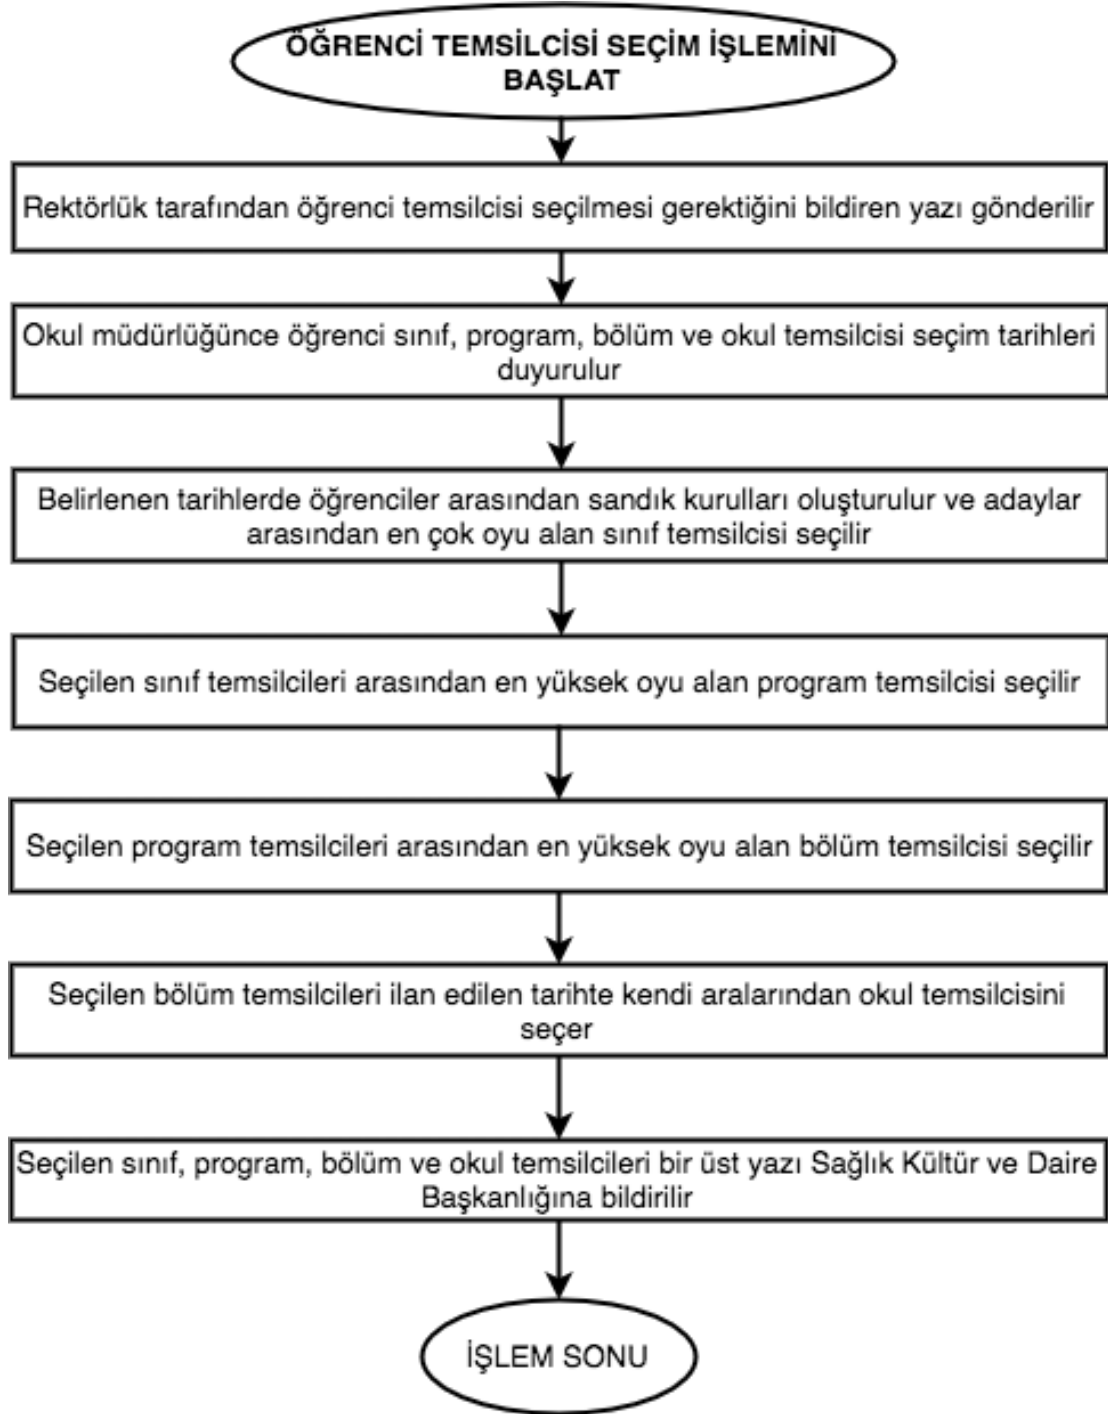 ÖĞRENCİ TEMSİLCİSİ SEÇİM İŞLEMİNİ
BAŞLAT
Rektörlük tarafından öğrenci temsilcisi seçilmesi gerektiğini bildiren yazı gönderilir
Okul müdürlüğünce öğrenci sınıf, program, bölüm ve okul temsilcisi seçim tarihleri
duyurulur
Belirlenen tarihlerde öğrenciler arasından sandık kurulları oluşturulur ve adaylar
arasından en çok oyu alan sınıf temsilcisi seçilir
Seçilen sınıf temsilcileri arasından en yüksek oyu alan program temsilcisi seçilir
Seçilen program temsilcileri arasından en yüksek oyu alan bölüm temsilcisi seçilir
Seçilen bölüm temsilcileri ilan edilen tarihte kendi aralarından okul temsilcisini
seçer
Seçilen sınıf, program, bölüm ve okul temsilcileri bir üst yazı Sağlık Kültür ve Daire
Başkanlığına bildirilir
İŞLEM SONU